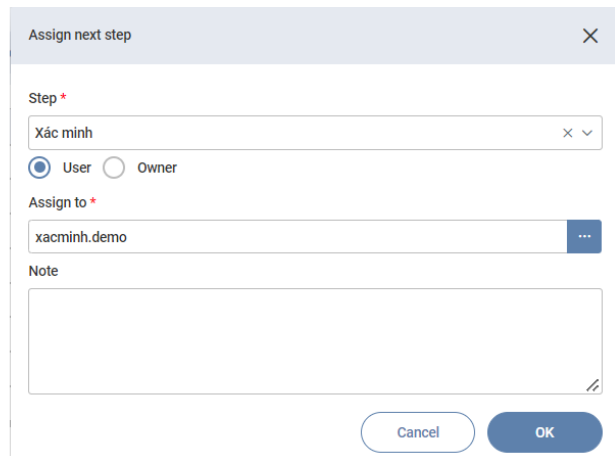 Assign next step
Step *
Xác minh
User Owner
Assign to *
xacminh.demo
Note
Cancel OK